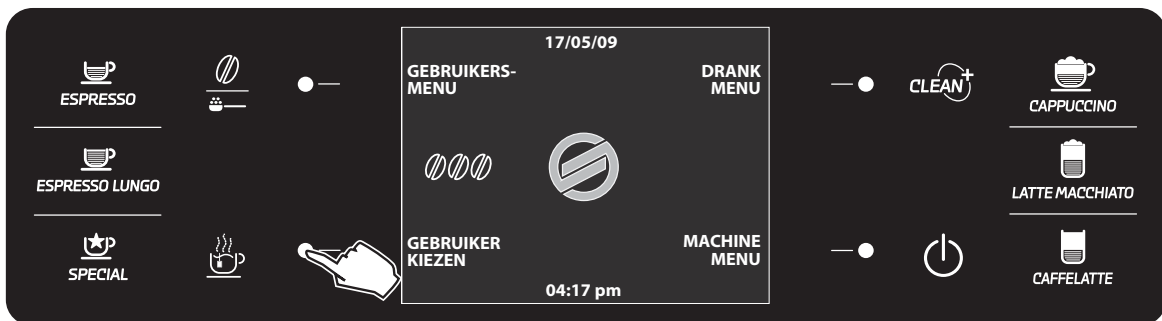 17/05/09
GEBRUIKERS-
MENU
DRANK
MENU
ESPRESSO
CLEAN+
CAPPUCCINO
ESPRESSO LUNGO
LATTE MACCHIATO
GEBRUIKER
KIEZEN
MACHINE
MENU
SPECIAL
CAFFELATTE
04:17 pm